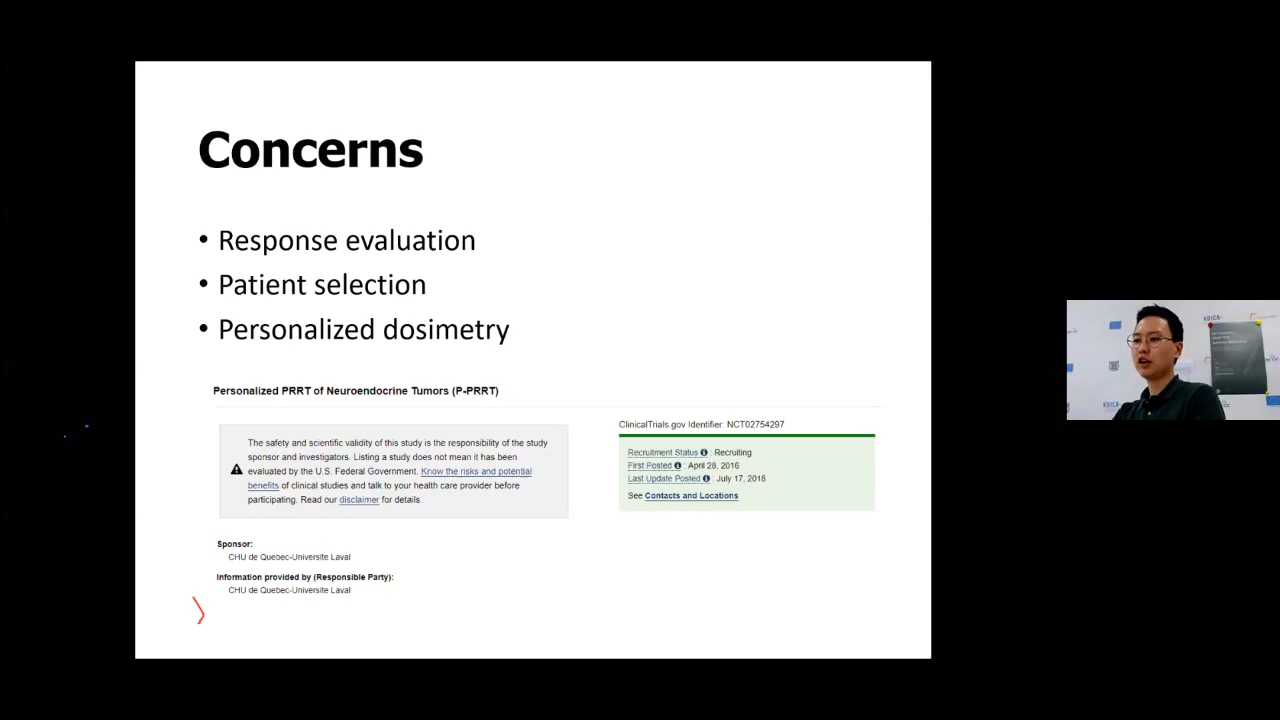 Concerns
• Response evaluation
• Patient selection
• Personalized dosimetry
Personalized PRRT of Neuroendocrine Tumors (P-PRRT)
The safety and scientific validity of this study is the responsibility of the study
sponsor and investigators. Listing a study does not mean it has been
evaluated by the U.S. Federal Government. Know the risks and potential
benefits of clinical studies and talk to your health care provider before
participating. Read our disclaimer for details.
ClinicalTrials.gov Identifier: NCT02754297
Recruitment Status : Recruiting
First Posted : April 28, 2016
Last Update Posted : July 17, 2018
See Contacts and Locations
Sponsor:
CHU de Quebec-Universite Laval
Information provided by (Responsible Party):
CHU de Quebec-Universite Laval
KOICA
KOICA